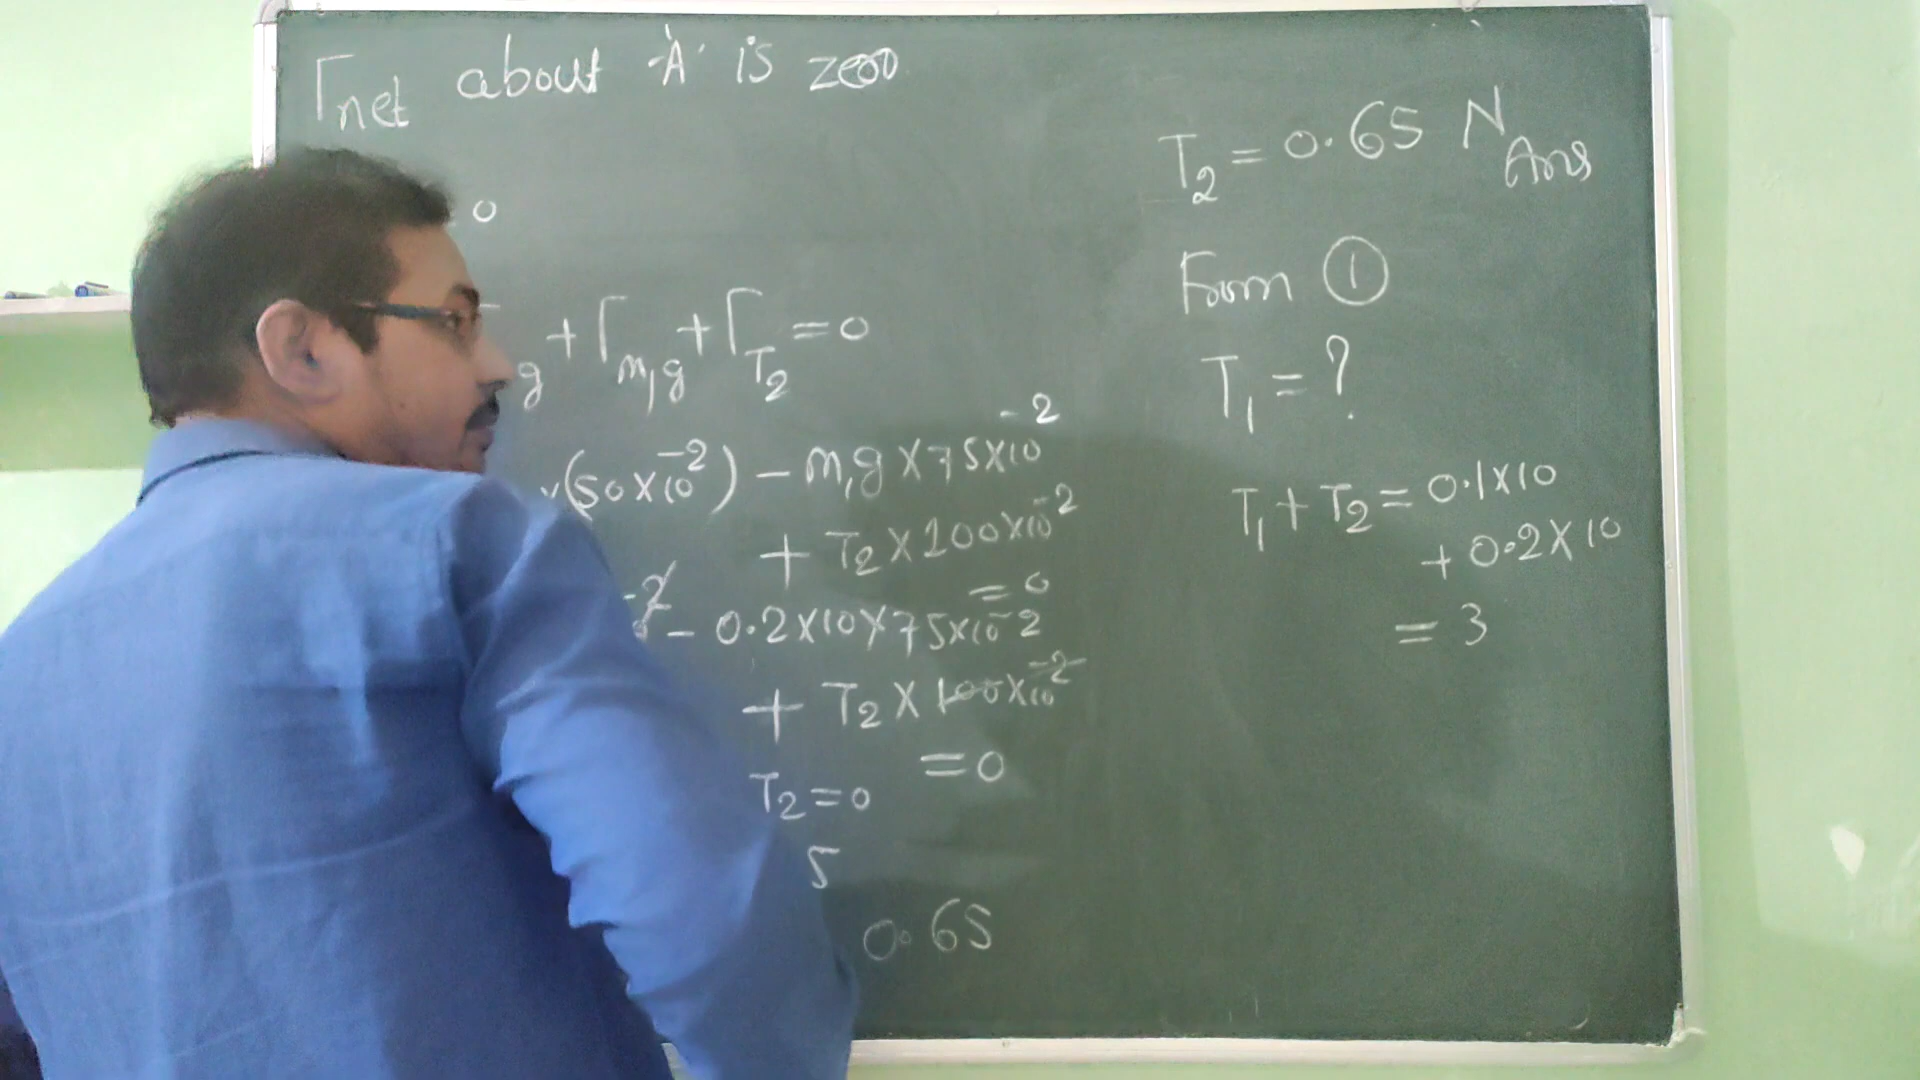 Γnet about 'A' is zero
0
g + Γm₁g + ΓT₂ = 0
×(50×10⁻²) - m₁g×75×10⁻²
+ T₂×100×10⁻²
= 0
- 0.2×10×75×10⁻²
+ T₂×100×10⁻²
= 0
T₂ = 0
5
0.65
T₂ = 0.65 N
Ans
From ①
T₁ = ?
T₁ + T₂ = 0.1×10
+ 0.2×10
= 3